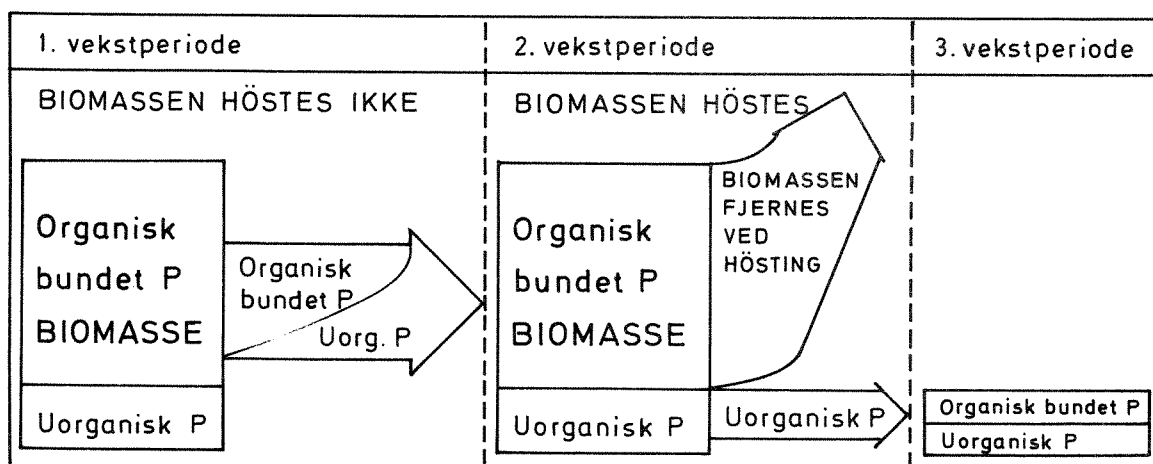 1. vekstperiode
2. vekstperiode
3. vekstperiode
BIOMASSEN HÖSTES IKKE
Organisk
bundet P
BIOMASSE
Uorganisk P
Organisk
bundet P
Uorg. P
BIOMASSEN HÖSTES
Organisk
bundet P
BIOMASSE
Uorganisk P
BIOMASSEN
FJERNES
VED
HÖSTING
Uorganisk P
Organisk bundet P
Uorganisk P